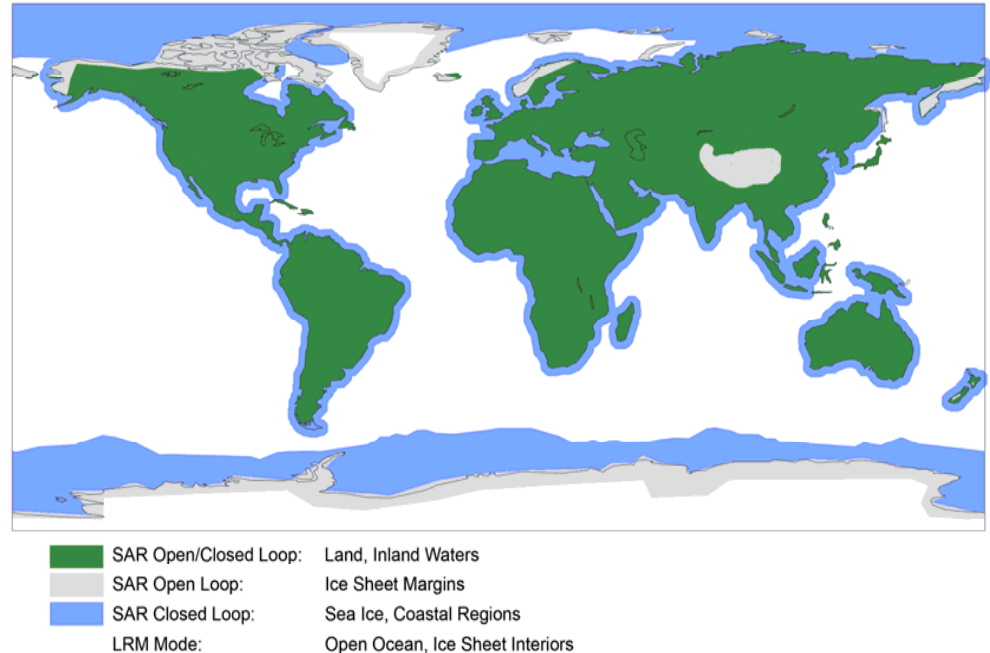 SAR Open/Closed Loop: Land, Inland Waters
SAR Open Loop: Ice Sheet Margins
SAR Closed Loop: Sea Ice, Coastal Regions
LRM Mode: Open Ocean, Ice Sheet Interiors